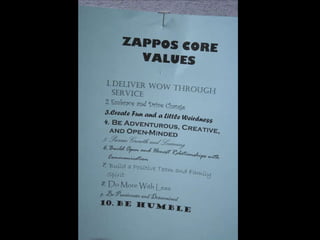 ZAPPOS CORE
VALUES
1. DELIVER WOW THROUGH
SERVICE
2. Embrace and Drive Change
3. Create Fun and a little Weirdness
4. BE ADVENTUROUS, CREATIVE,
AND OPEN-MINDED
5. Pursue Growth and Learning
6. Build Open and Honest Relationships with
Communication
7. Build a Positive Team and Family
Spirit
8. DO MORE WITH LESS
9. Be Passionate and Determined
10. BE HUMBLE